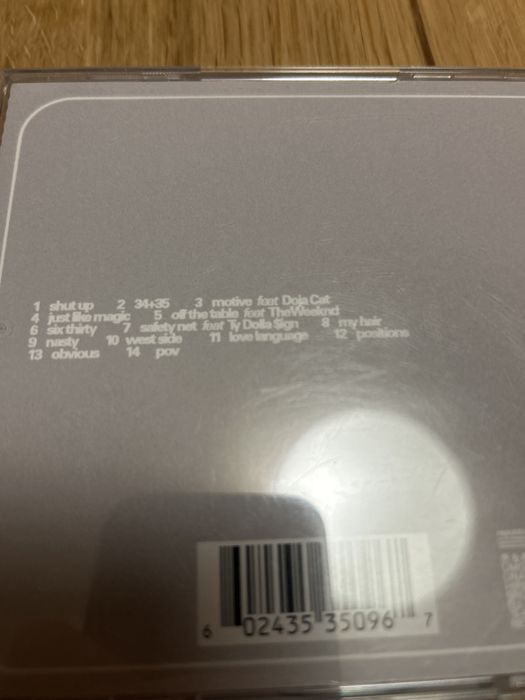 1 shut up 2 34+35 3 motive feat Doja Cat
4 just like magic 5 off the table feat The Weeknd
6 six thirty 7 safety net feat Ty Dolla $ign 8 my hair
9 nasty 10 west side 11 love language 12 positions
13 obvious 14 pov
6 02435 35096 7